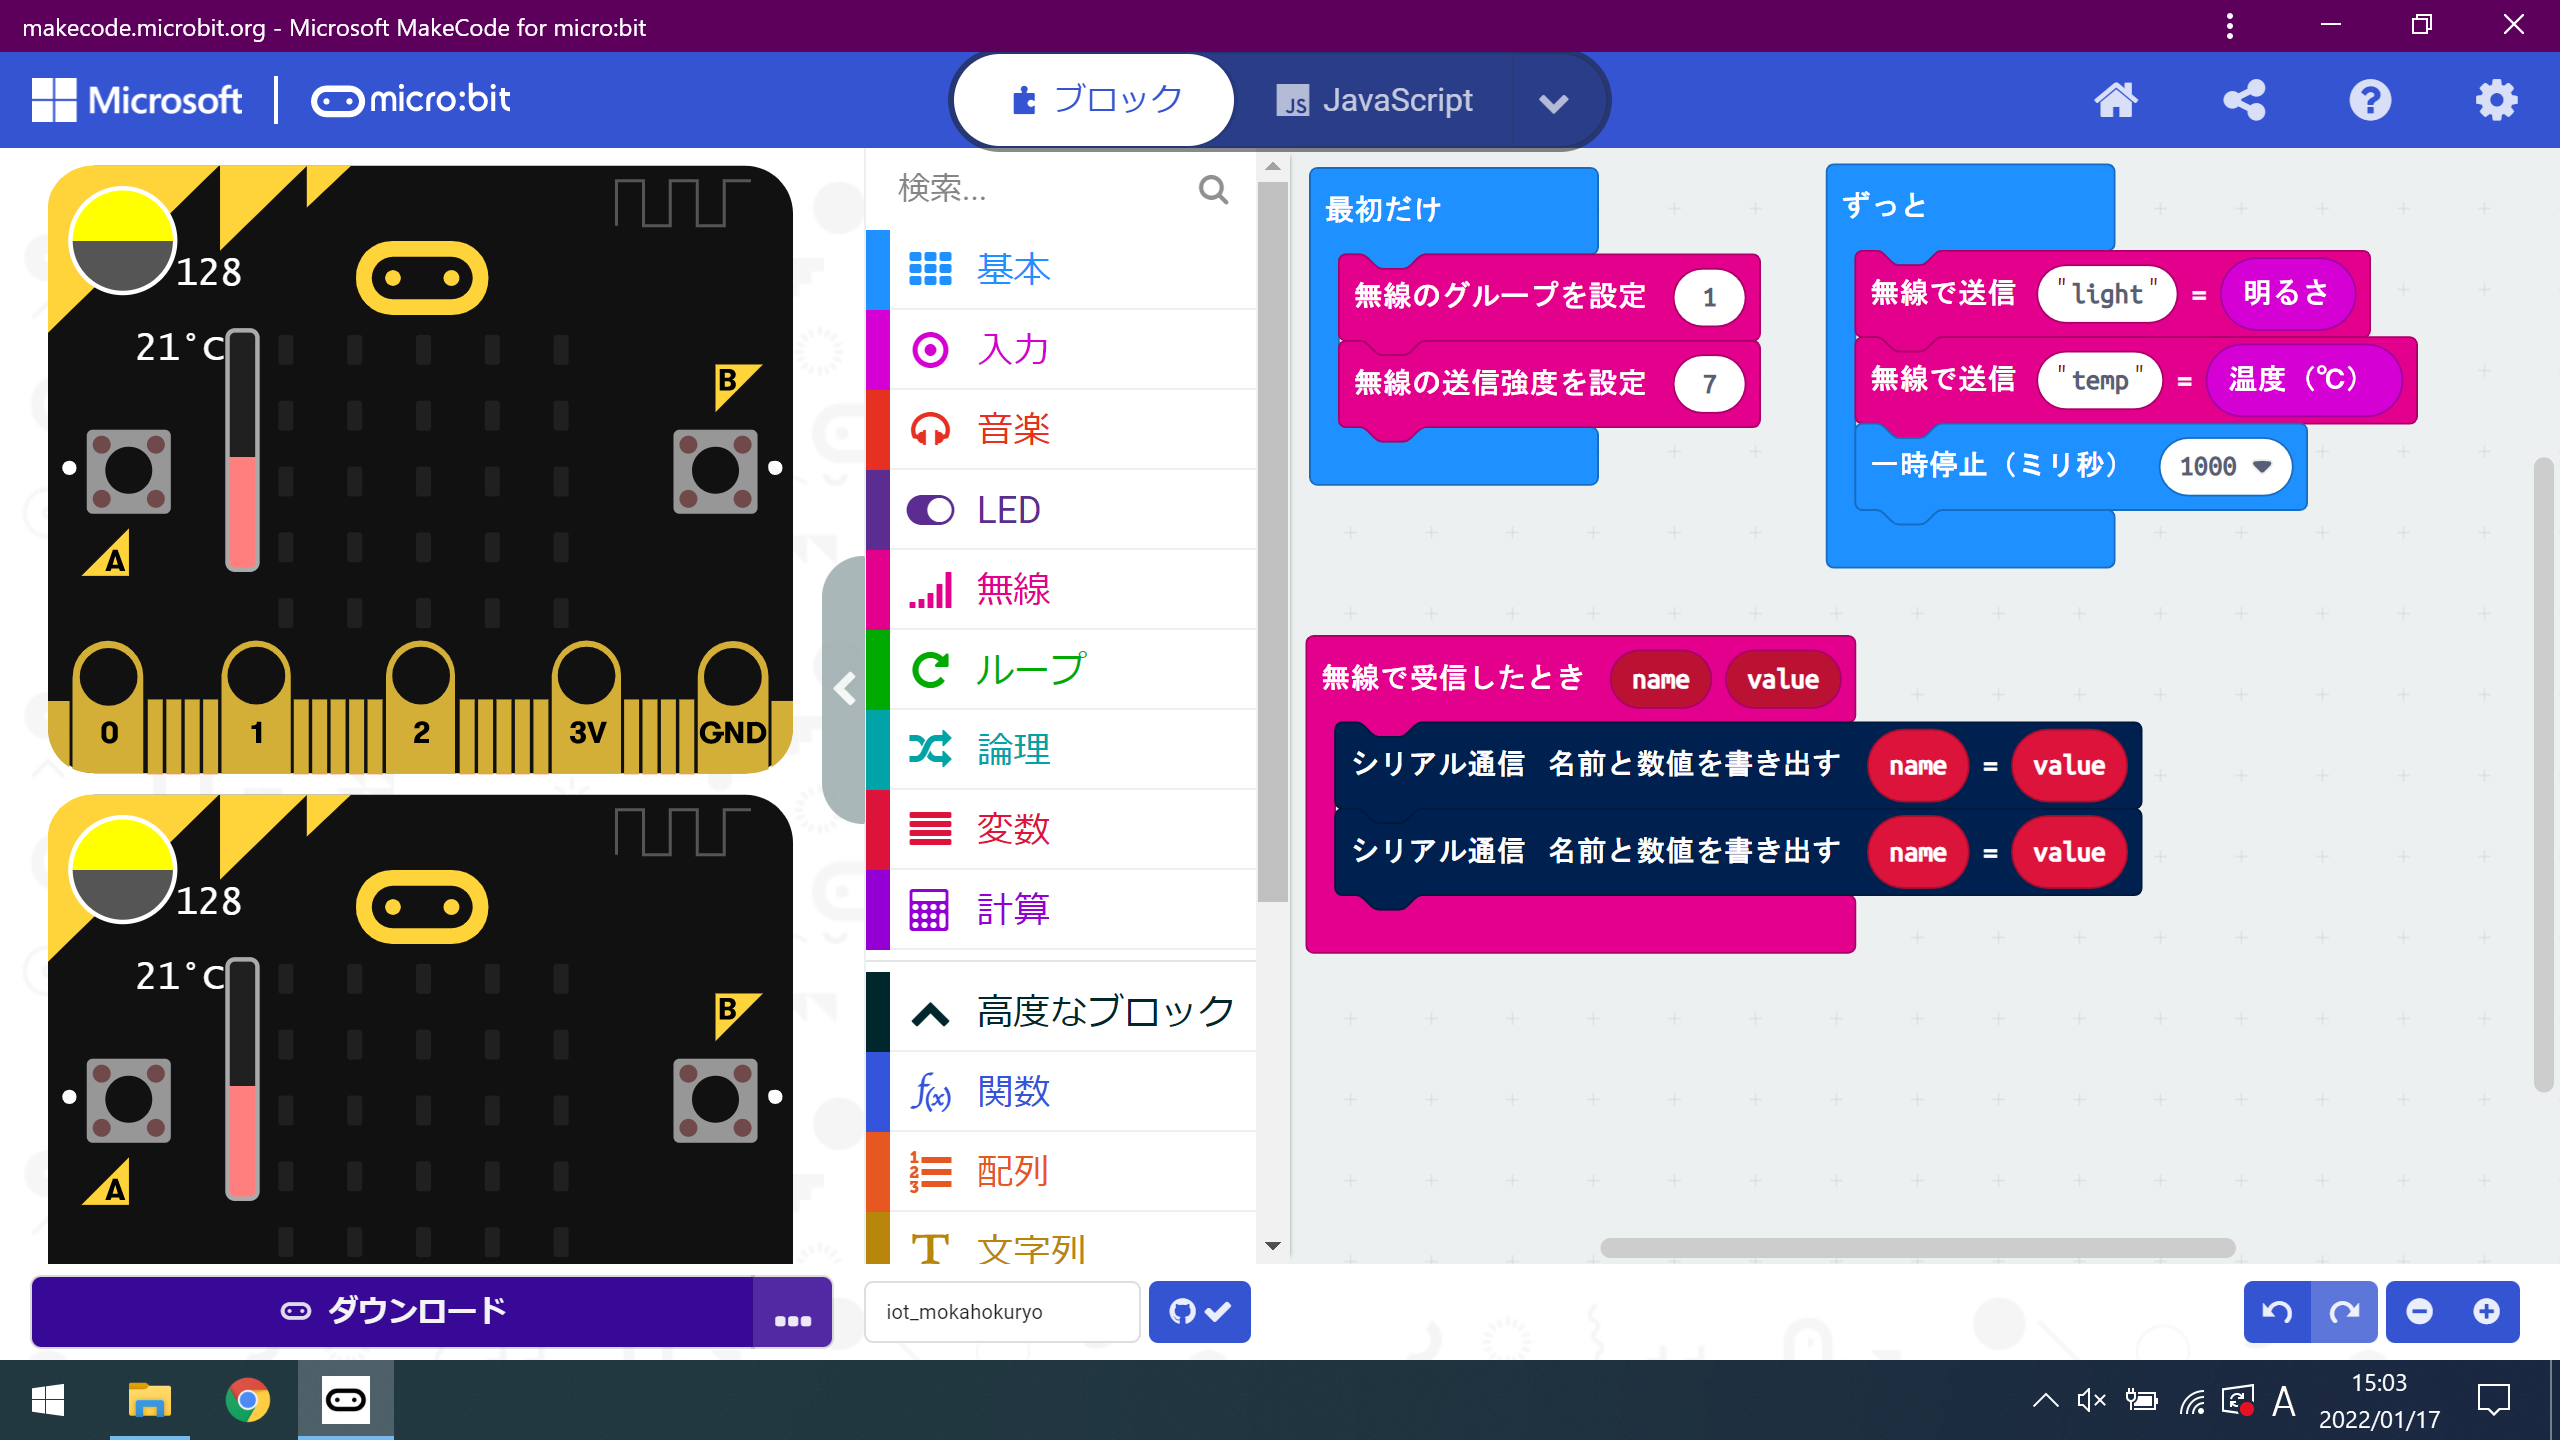 makecode.microbit.org - Microsoft MakeCode for micro:bit
Microsoft
micro:bit
ブロック
JS JavaScript
128
21°C
B
A
0 1 2 3V GND
128
21°C
B
A
検索...
基本
入力
音楽
LED
無線
ループ
論理
変数
計算
高度なブロック
f(x) 関数
配列
T 文字列
最初だけ
無線のグループを設定 1
無線の送信強度を設定 7
ずっと
無線で送信 "light" = 明るさ
無線で送信 "temp" = 温度（℃）
一時停止（ミリ秒） 1000
無線で受信したとき name value
シリアル通信 名前と数値を書き出す name = value
シリアル通信 名前と数値を書き出す name = value
ダウンロード
...
iot_mokahokuryo
A
15:03
2022/01/17